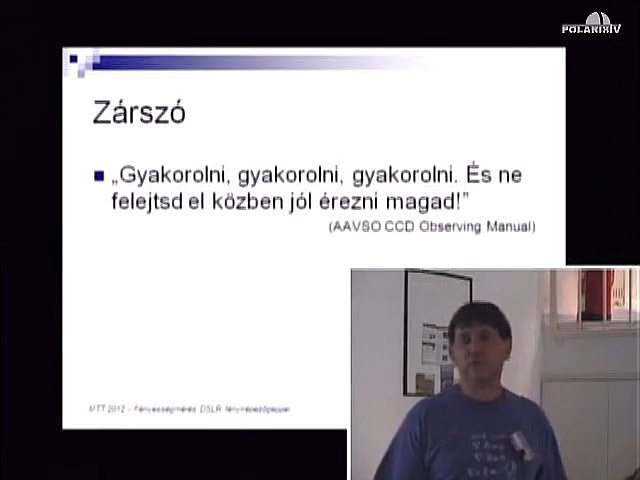 POLARIXIV
Zárszó
„Gyakorolni, gyakorolni, gyakorolni. És ne
felejtsd el közben jól érezni magad!”
(AAVSO CCD Observing Manual)
MTT 2012 - Fényességmérés DSLR fényképezőgéppel